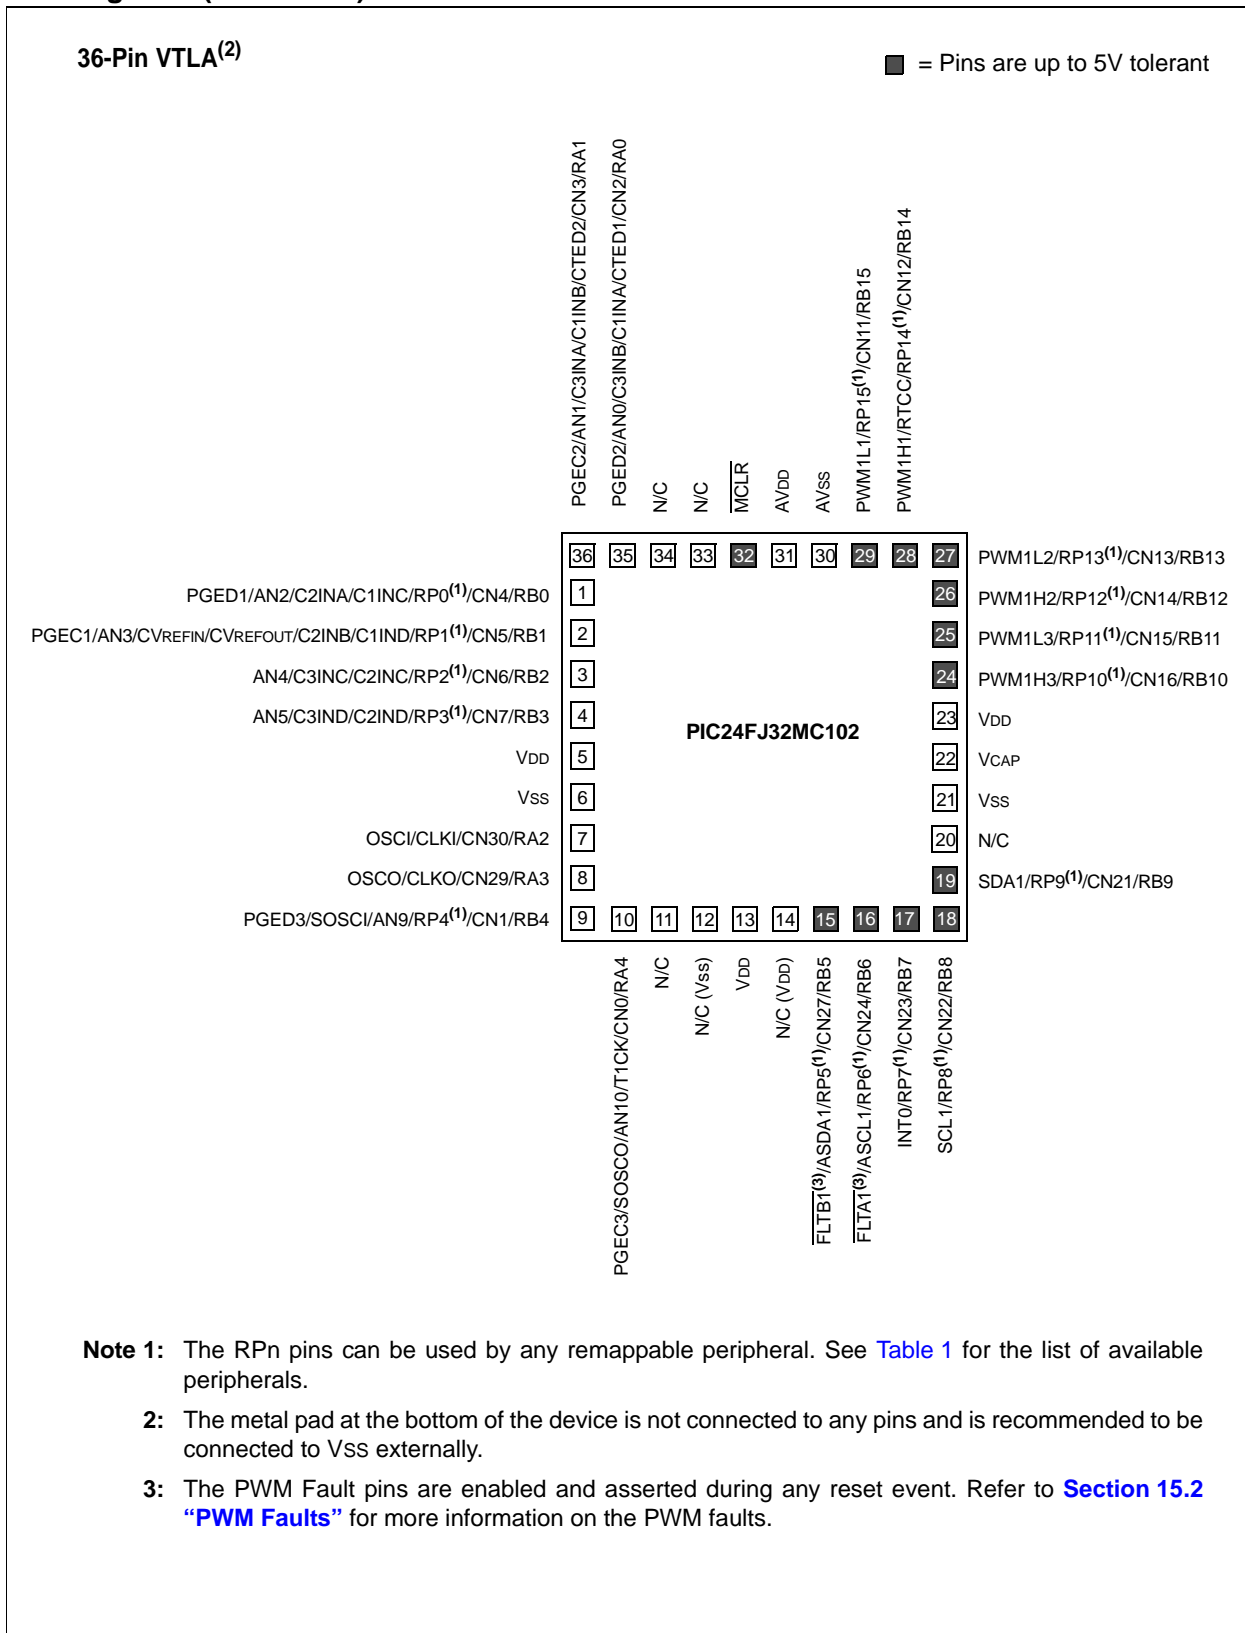 36-Pin VTLA(2)
= Pins are up to 5V tolerant
PGEC2/AN1/C3INA/C1INB/CTED2/CN3/RA1
PGED2/AN0/C3INB/C1INA/CTED1/CN2/RA0
N/C
N/C
MCLR
AVDD
AVSS
PWM1L1/RP15(1)/CN11/RB15
PWM1H1/RTCC/RP14(1)/CN12/RB14
36 35 34 33 32 31 30 29 28 27 PWM1L2/RP13(1)/CN13/RB13
PGED1/AN2/C2INA/C1INC/RP0(1)/CN4/RB0 1 26 PWM1H2/RP12(1)/CN14/RB12
PGEC1/AN3/CVREFIN/CVREFOUT/C2INB/C1IND/RP1(1)/CN5/RB1 2 25 PWM1L3/RP11(1)/CN15/RB11
AN4/C3INC/C2INC/RP2(1)/CN6/RB2 3 24 PWM1H3/RP10(1)/CN16/RB10
AN5/C3IND/C2IND/RP3(1)/CN7/RB3 4 23 VDD
PIC24FJ32MC102
VDD 5 22 VCAP
VSS 6 21 VSS
OSCI/CLKI/CN30/RA2 7 20 N/C
OSCO/CLKO/CN29/RA3 8 19 SDA1/RP9(1)/CN21/RB9
PGED3/SOSCI/AN9/RP4(1)/CN1/RB4 9 10 11 12 13 14 15 16 17 18
PGEC3/SOSCO/AN10/T1CK/CN0/RA4
N/C
N/C (Vss)
VDD
N/C (VDD)
FLTB1(3)/ASDA1/RP5(1)/CN27/RB5
FLTA1(3)/ASCL1/RP6(1)/CN24/RB6
INT0/RP7(1)/CN23/RB7
SCL1/RP8(1)/CN22/RB8
Note 1: The RPn pins can be used by any remappable peripheral. See Table 1 for the list of available
peripherals.
2: The metal pad at the bottom of the device is not connected to any pins and is recommended to be
connected to VSS externally.
3: The PWM Fault pins are enabled and asserted during any reset event. Refer to Section 15.2
“PWM Faults” for more information on the PWM faults.